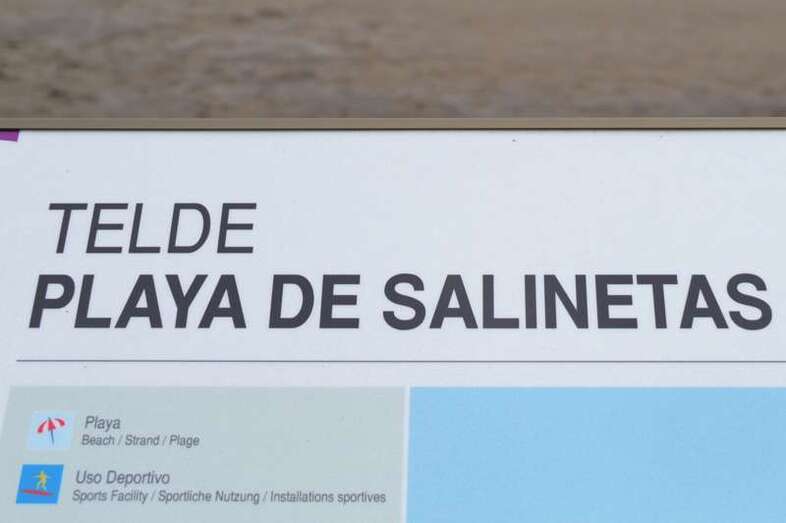 TELDE
PLAYA DE SALINETAS
Playa
Beach / Strand / Plage
Uso Deportivo
Sports Facility / Sportliche Nutzung / Installations sportives